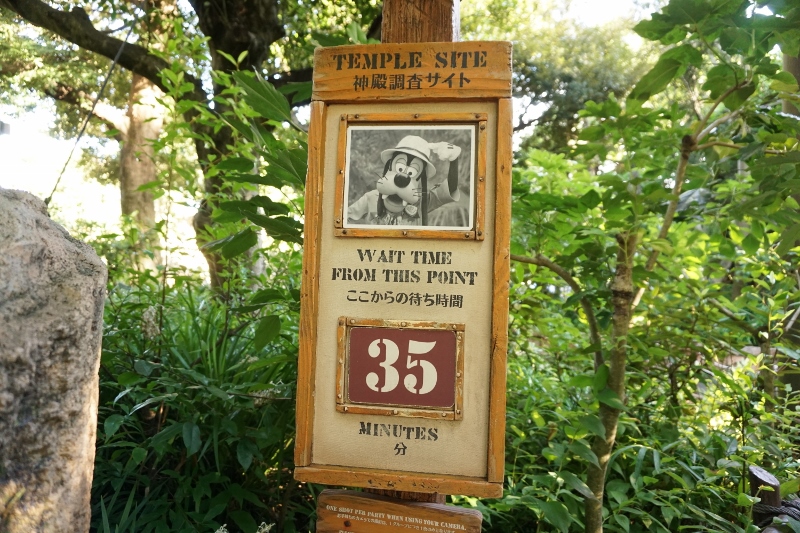 TEMPLE SITE
神殿調査サイト
WAIT TIME
FROM THIS POINT
ここからの待ち時間
35
MINUTES
分
ONE SHOT PER PARTY WHEN USING YOUR CAMERA.